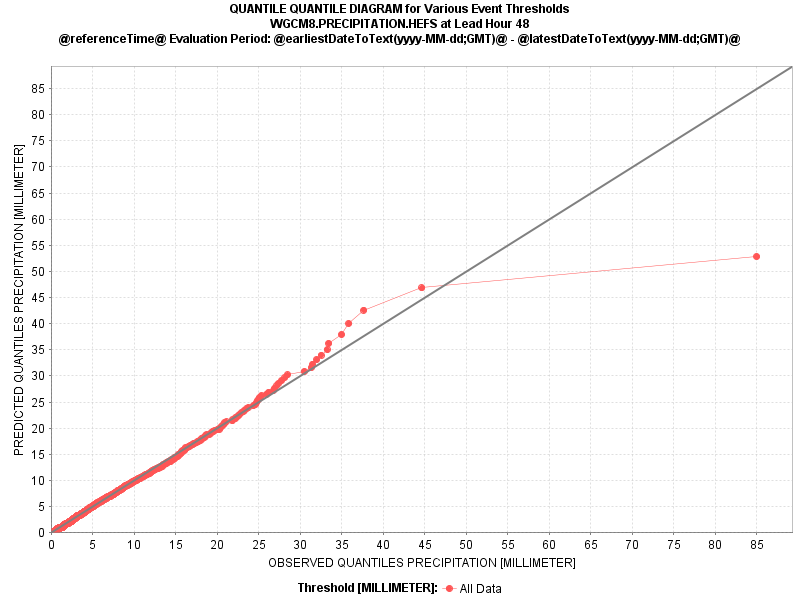 QUANTILE QUANTILE DIAGRAM for Various Event Thresholds
WGCM8.PRECIPITATION.HEFS at Lead Hour 48
@referenceTime@ Evaluation Period: @earliestDateToText(yyyy-MM-dd;GMT)@ - @latestDateToText(yyyy-MM-dd;GMT)@
PREDICTED QUANTILES PRECIPITATION [MILLIMETER]
85
80
75
70
65
60
55
50
45
40
35
30
25
20
15
10
5
0
0 5 10 15 20 25 30 35 40 45 50 55 60 65 70 75 80 85
OBSERVED QUANTILES PRECIPITATION [MILLIMETER]
Threshold [MILLIMETER]: All Data